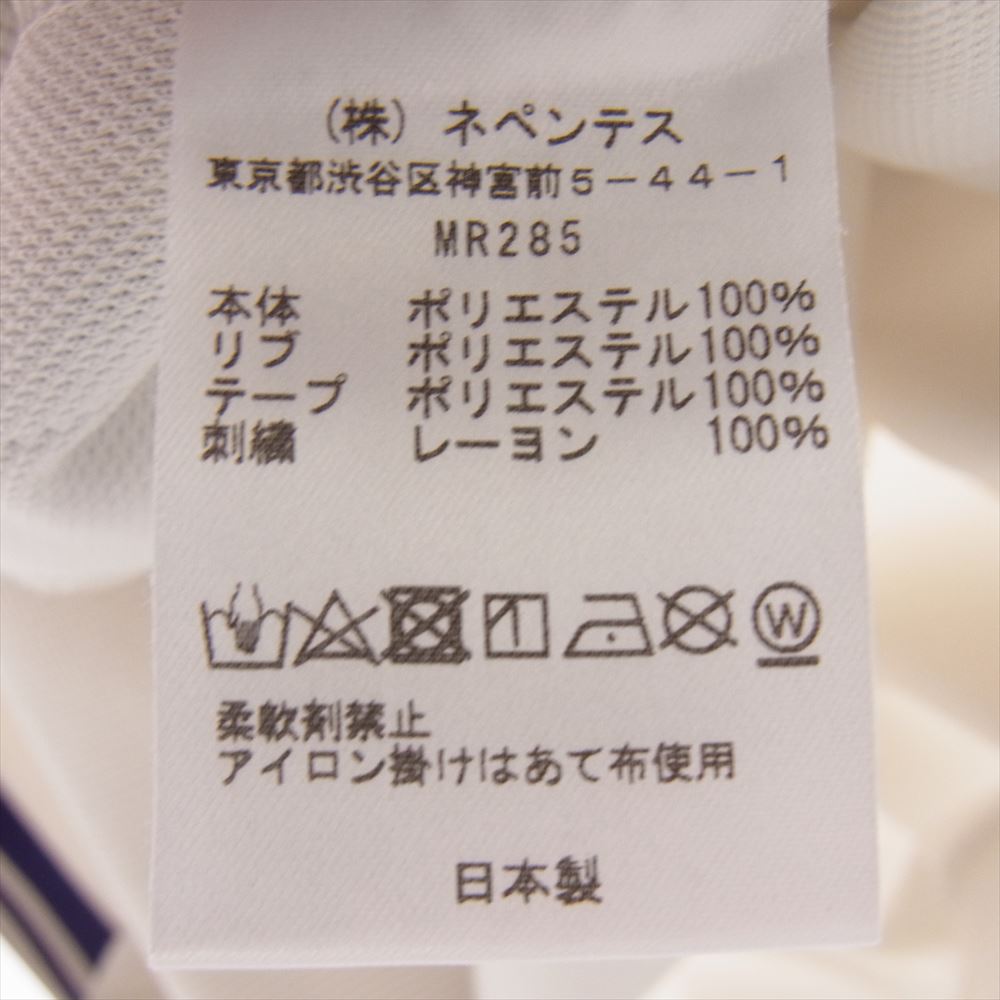 (株) ネペンテス
東京都渋谷区神宮前5-44-1
MR285
本体 ポリエステル100%
リブ ポリエステル100%
テープ ポリエステル100%
刺繍 レーヨン 100%
W
柔軟剤禁止
アイロン掛けはあて布使用
日本製